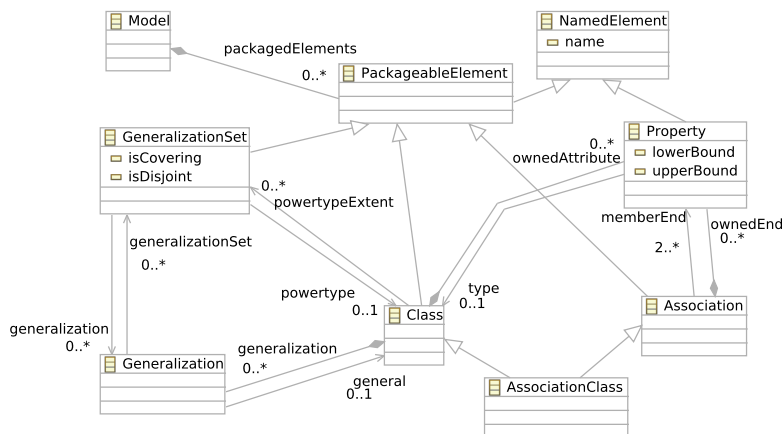 Model
NamedElement
name
packagedElements
0..*
PackageableElement
GeneralizationSet
isCovering
isDisjoint
Property
lowerBound
upperBound
0..*
ownedAttribute
0..*
powertypeExtent
memberEnd
ownedEnd
0..*
2..*
generalizationSet
0..*
powertype
0..1
type
0..1
Class
Association
generalization
0..*
generalization
0..*
Generalization
general
0..1
AssociationClass